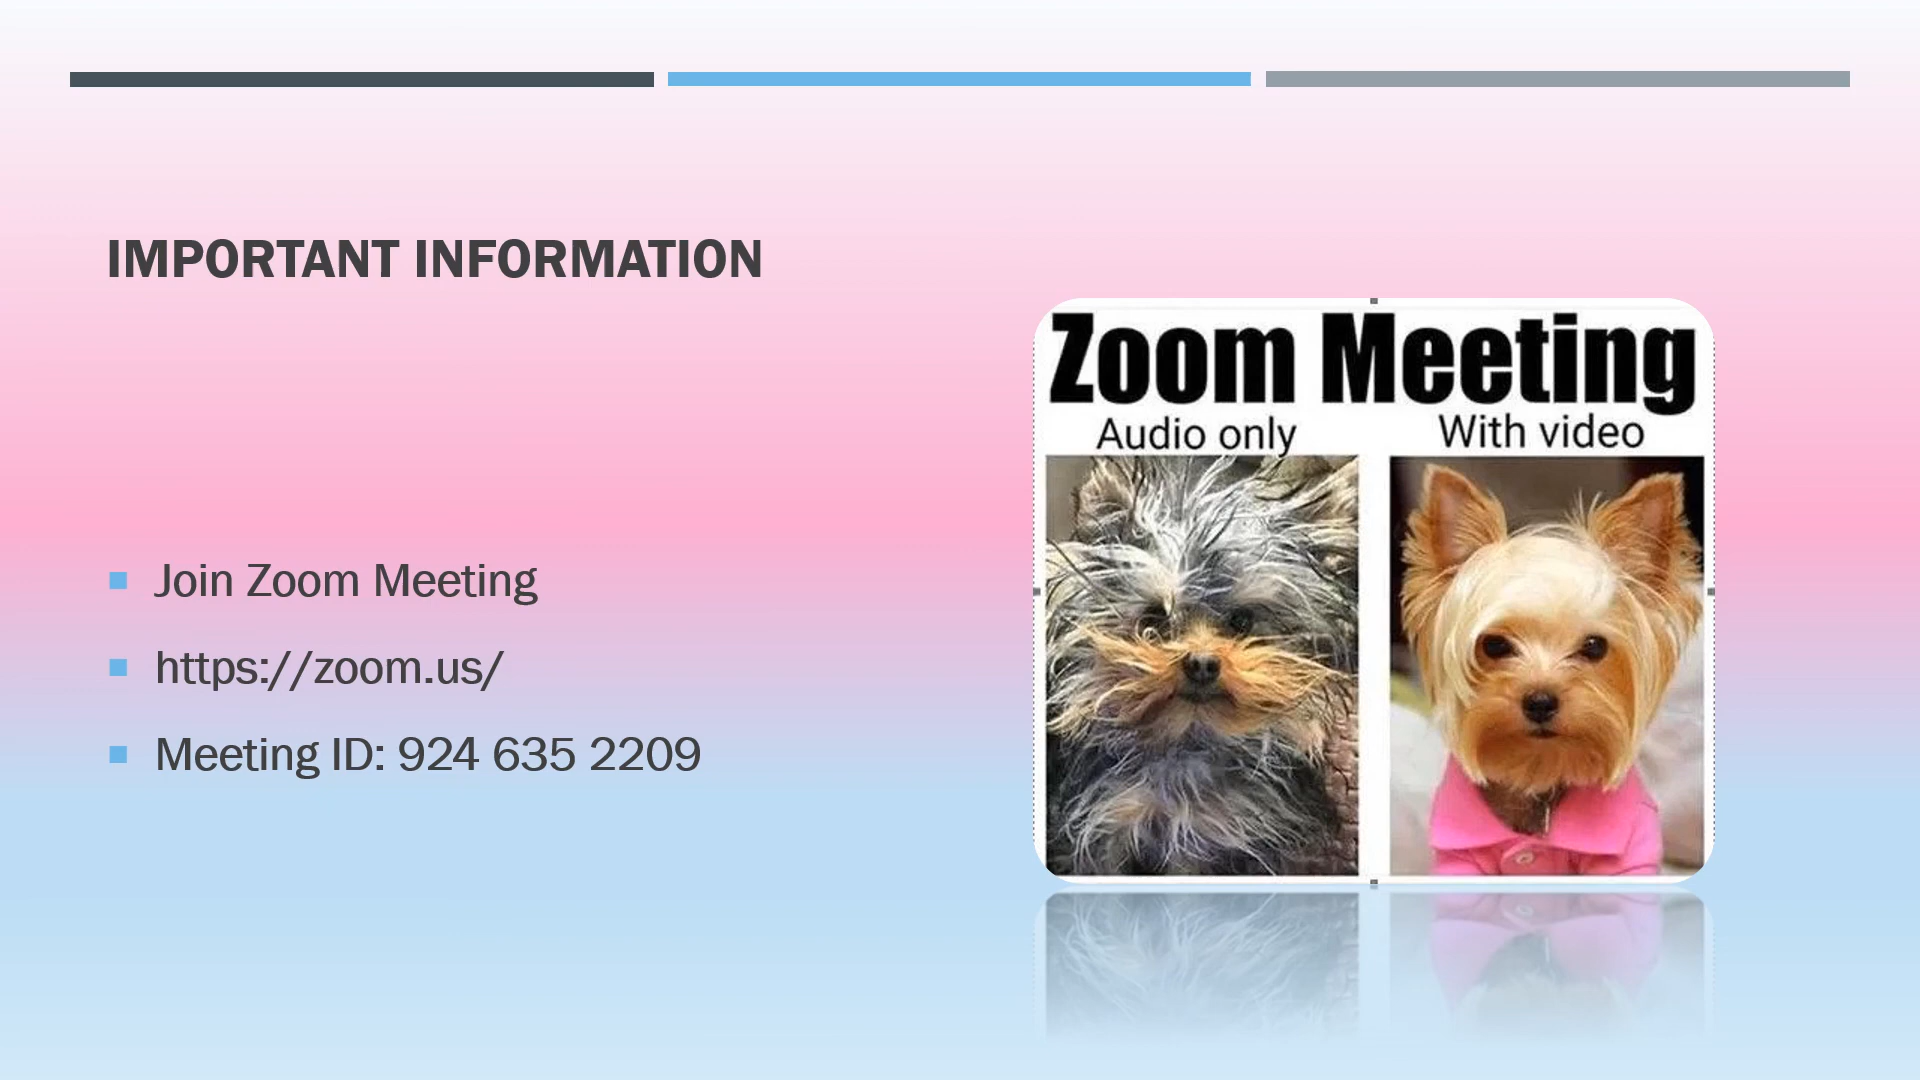 IMPORTANT INFORMATION
Join Zoom Meeting
https://zoom.us/
Meeting ID: 924 635 2209
Zoom Meeting
Audio only
With video